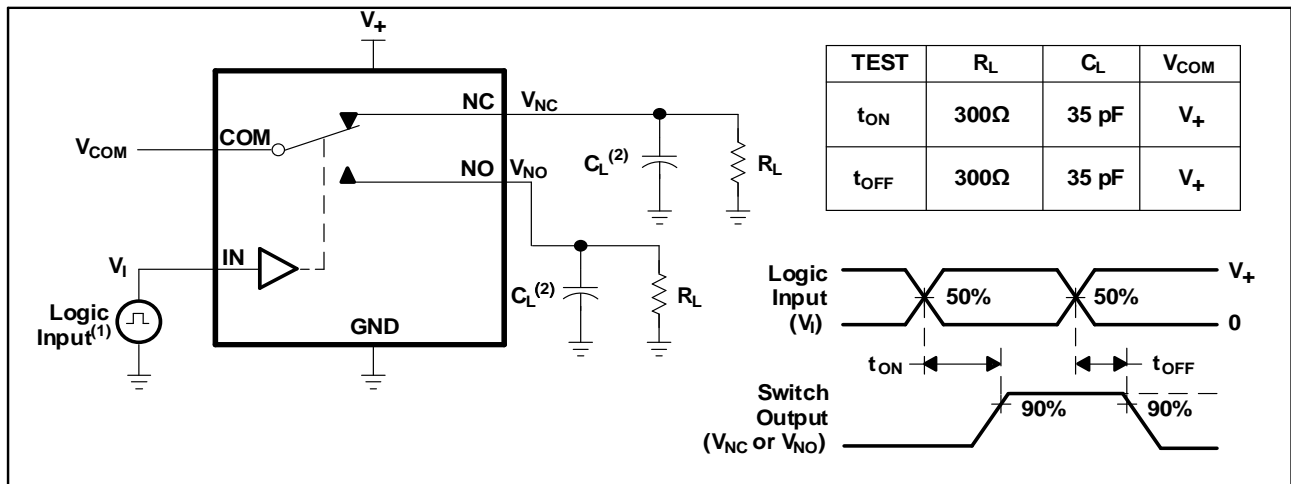 V+
NC
VNC
VCOM
COM
CL(2)
RL
NO
VNO
VI
IN
CL(2)
RL
Logic
Input(1)
GND
TEST RL CL VCOM
tON 300Ω 35 pF V+
tOFF 300Ω 35 pF V+
Logic
Input
(VI)
50%
50%
V+
0
tON
tOFF
Switch
Output
(VNC or VNO)
90%
90%